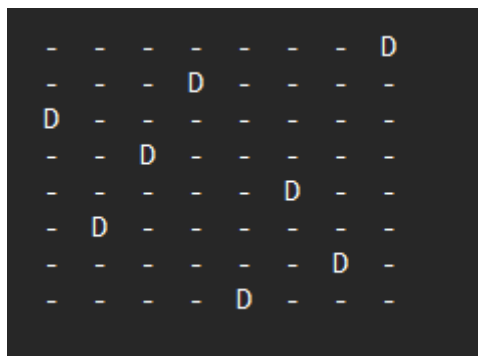 - - - - - - - D
- - - D - - - -
D - - - - - - -
- - D - - - - -
- - - - - D - -
- D - - - - - -
- - - - - - D -
- - - - D - - -